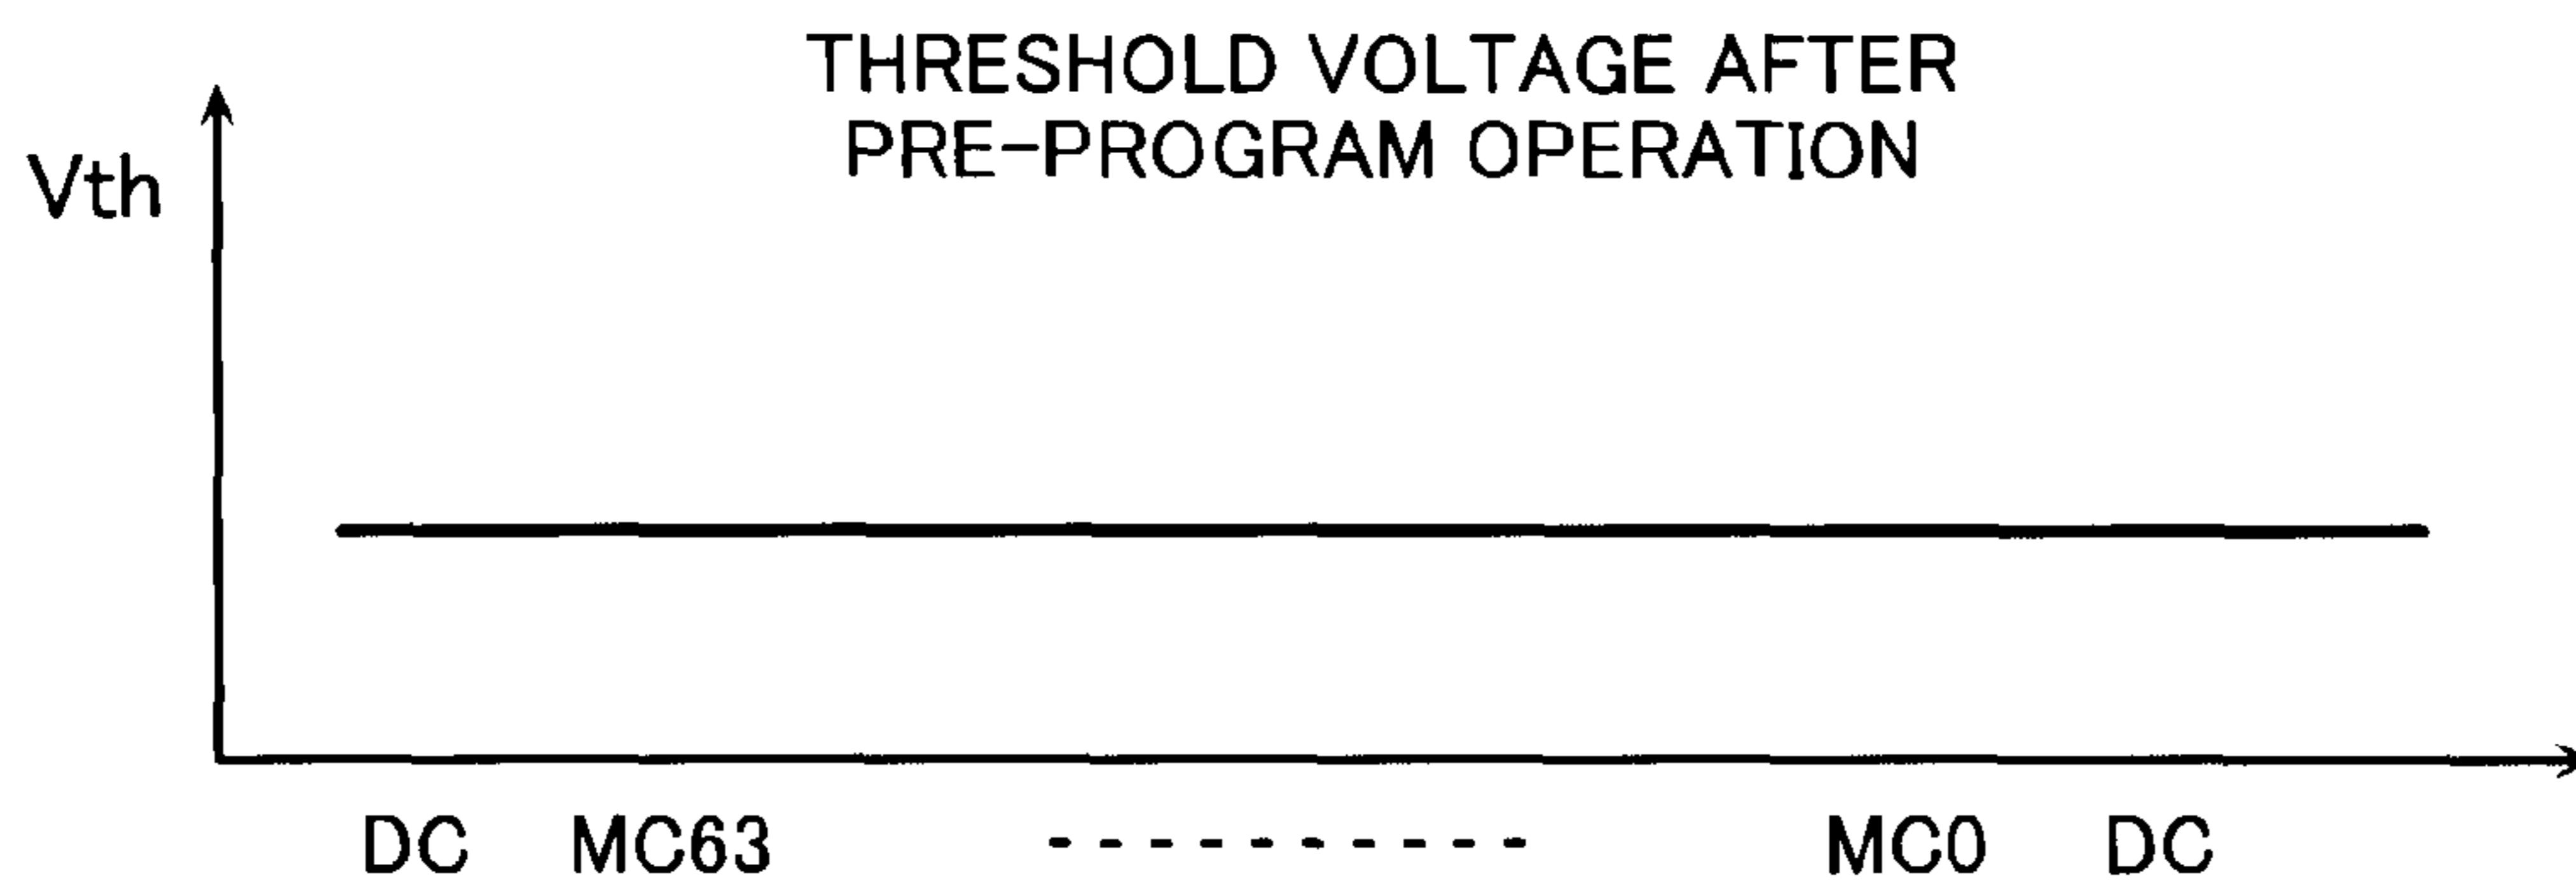 THRESHOLD VOLTAGE AFTER
PRE-PROGRAM OPERATION
Vth
DC MC63 - - - - - - - - - - MC0 DC